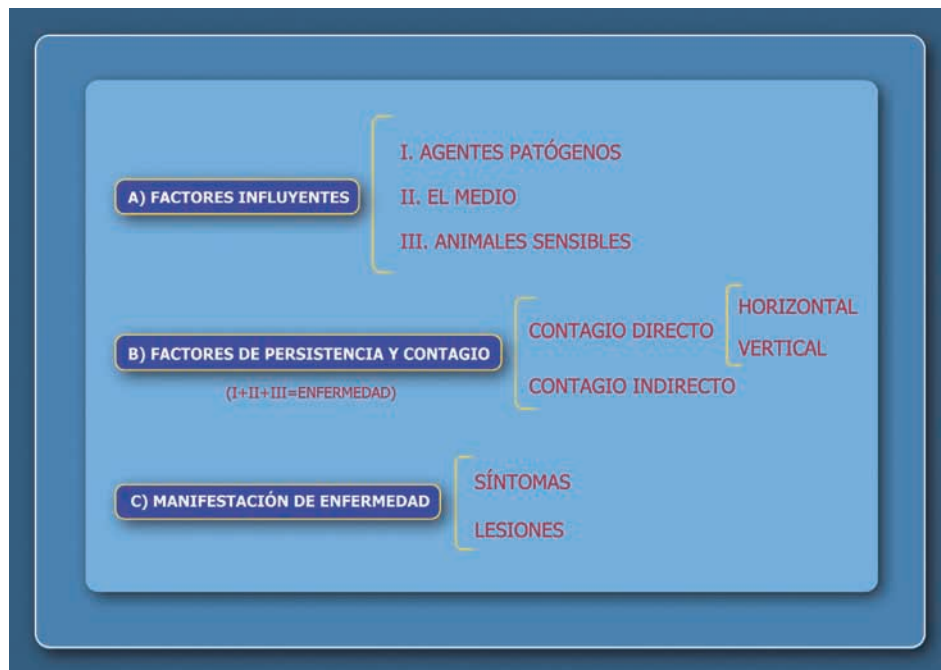 A) FACTORES INFLUYENTES
I. AGENTES PATÓGENOS
II. EL MEDIO
III. ANIMALES SENSIBLES
B) FACTORES DE PERSISTENCIA Y CONTAGIO
(I+II+III=ENFERMEDAD)
CONTAGIO DIRECTO
HORIZONTAL
VERTICAL
CONTAGIO INDIRECTO
C) MANIFESTACIÓN DE ENFERMEDAD
SÍNTOMAS
LESIONES